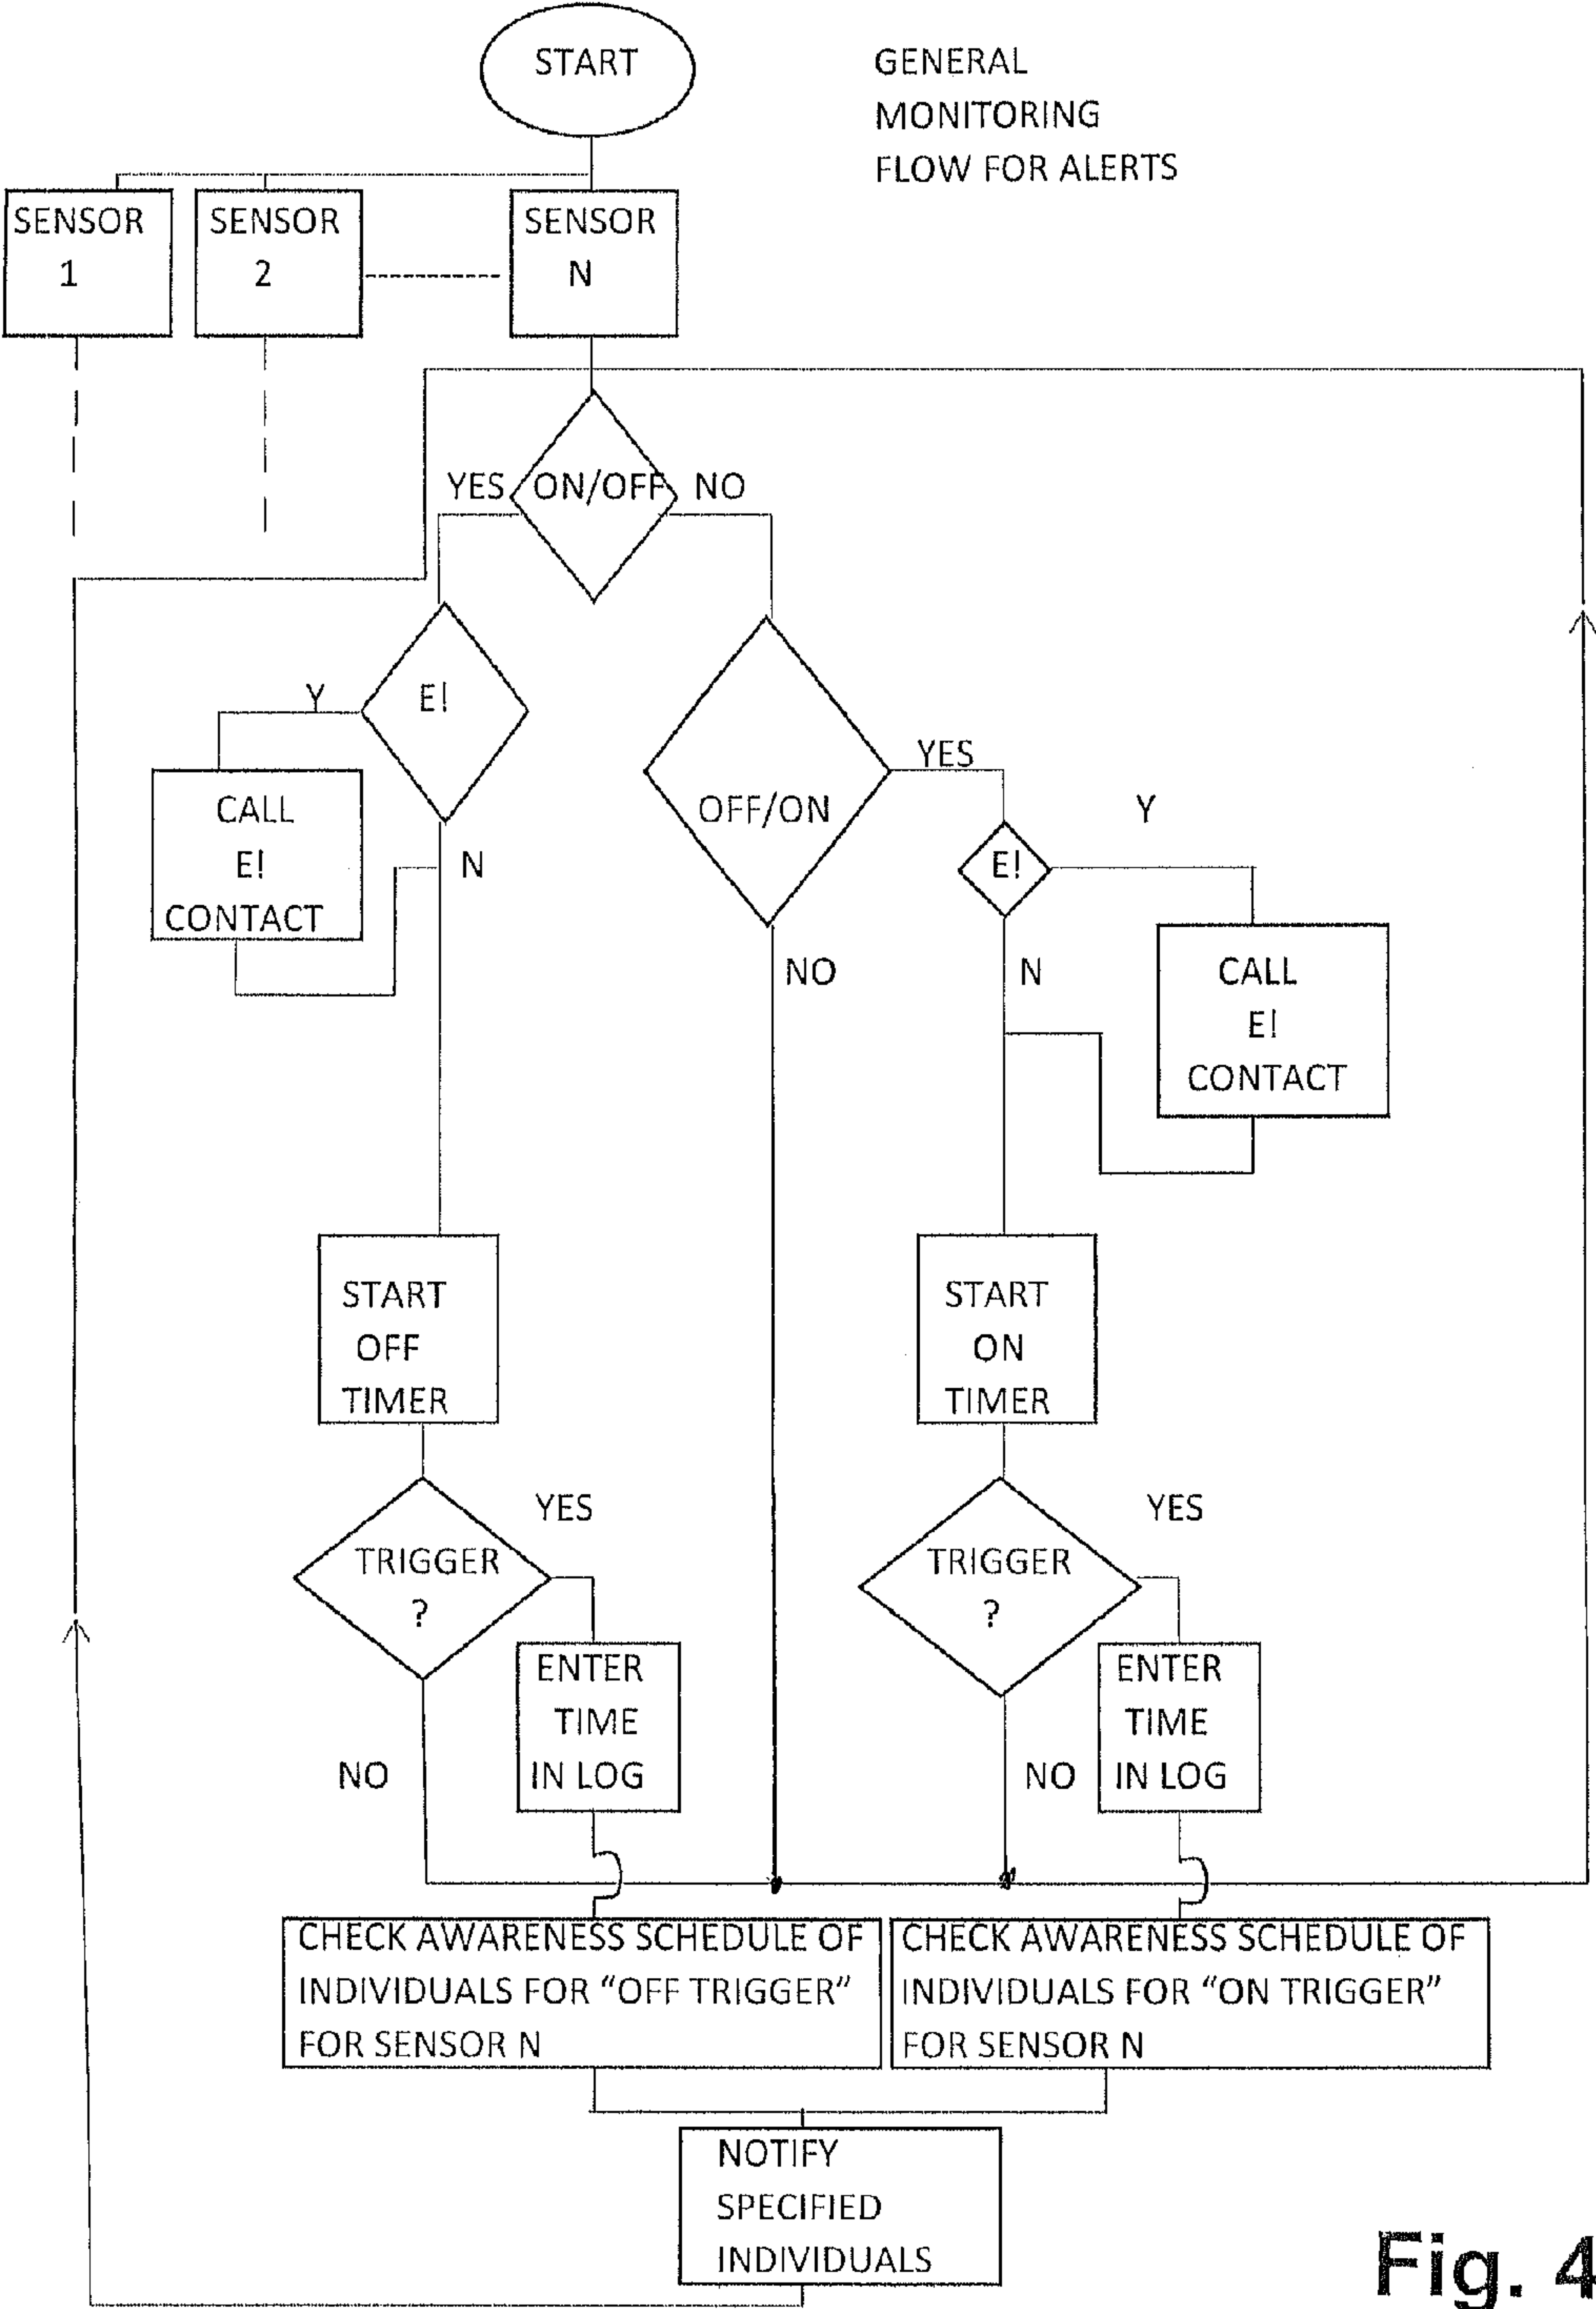 START
GENERAL
MONITORING
FLOW FOR ALERTS
SENSOR
1
SENSOR
2
SENSOR
N
YES
ON/OFF
NO
E!
Y
CALL
E!
CONTACT
N
OFF/ON
YES
NO
E!
Y
N
CALL
E!
CONTACT
START
OFF
TIMER
START
ON
TIMER
TRIGGER
?
YES
NO
ENTER
TIME
IN LOG
TRIGGER
?
YES
NO
ENTER
TIME
IN LOG
CHECK AWARENESS SCHEDULE OF
INDIVIDUALS FOR “OFF TRIGGER”
FOR SENSOR N
CHECK AWARENESS SCHEDULE OF
INDIVIDUALS FOR “ON TRIGGER”
FOR SENSOR N
NOTIFY
SPECIFIED
INDIVIDUALS
Fig. 4